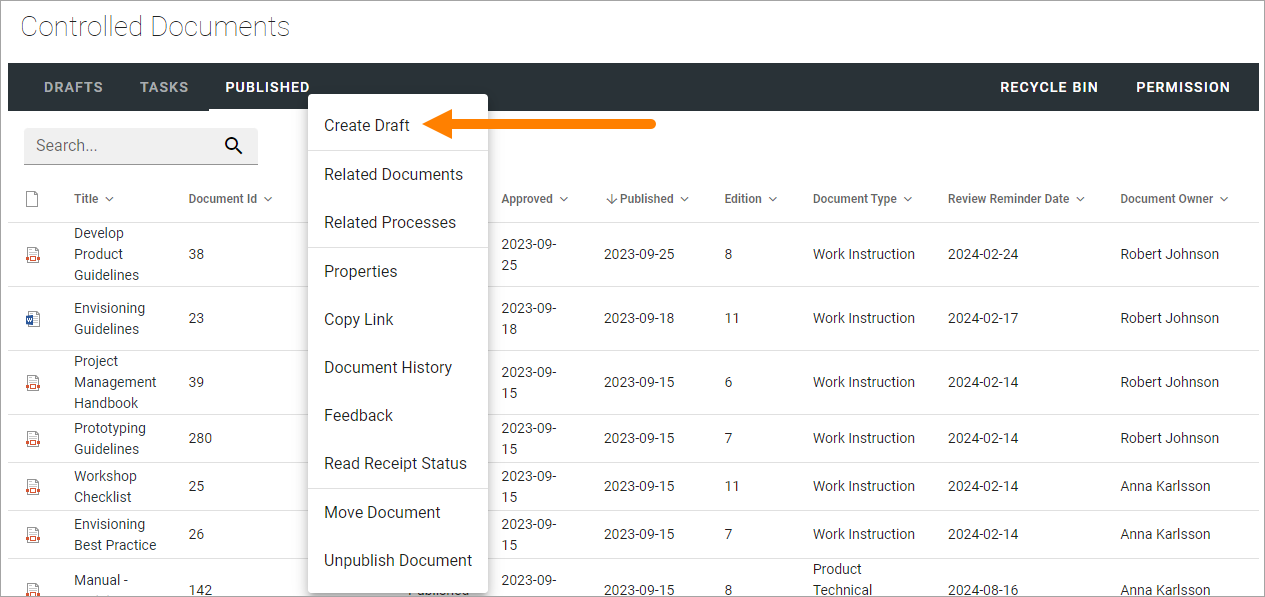 Controlled Documents
DRAFTS TASKS PUBLISHED RECYCLE BIN PERMISSION
Search...
Create Draft
Related Documents
Related Processes
Properties
Copy Link
Document History
Feedback
Read Receipt Status
Move Document
Unpublish Document
Title Document Id Approved Published Edition Document Type Review Reminder Date Document Owner
Develop
Product
Guidelines
38
2023-09-
25
2023-09-25 8 Work Instruction 2024-02-24 Robert Johnson
Envisioning
Guidelines
23
2023-09-
18
2023-09-18 11 Work Instruction 2024-02-17 Robert Johnson
Project
Management
Handbook
39
2023-09-
15
2023-09-15 6 Work Instruction 2024-02-14 Robert Johnson
Prototyping
Guidelines
280
2023-09-
15
2023-09-15 7 Work Instruction 2024-02-14 Robert Johnson
Workshop
Checklist
25
2023-09-
15
2023-09-15 11 Work Instruction 2024-02-14 Anna Karlsson
Envisioning
Best Practice
26
2023-09-
15
2023-09-15 7 Work Instruction 2024-02-14 Anna Karlsson
Manual -
142
2023-09-
2023-09-15 8
Product
Technical
2024-08-16 Anna Karlsson